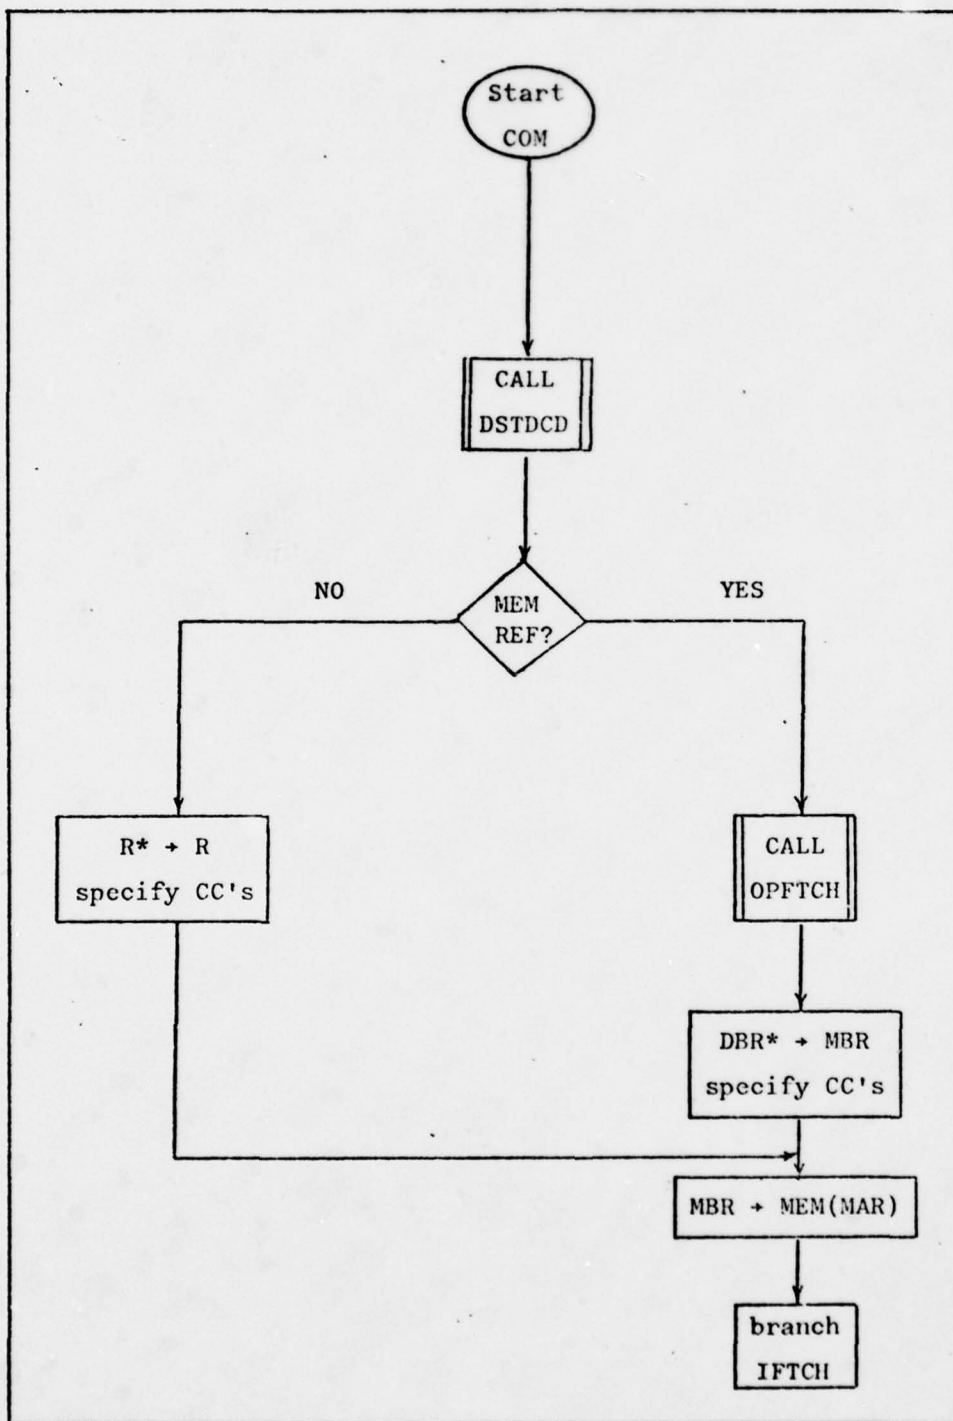 Start
COM
CALL
DSTDCD
NO
YES
MEM
REF?
R* → R
specify CC's
CALL
OPFTCH
DBR* → MBR
specify CC's
MBR → MEM(MAR)
branch
IFTCH